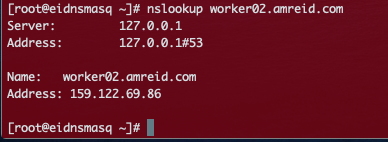 [root@eidnsmasq ~]# nslookup worker02.amreid.com
Server:         127.0.0.1
Address:        127.0.0.1#53

Name:   worker02.amreid.com
Address: 159.122.69.86

[root@eidnsmasq ~]#